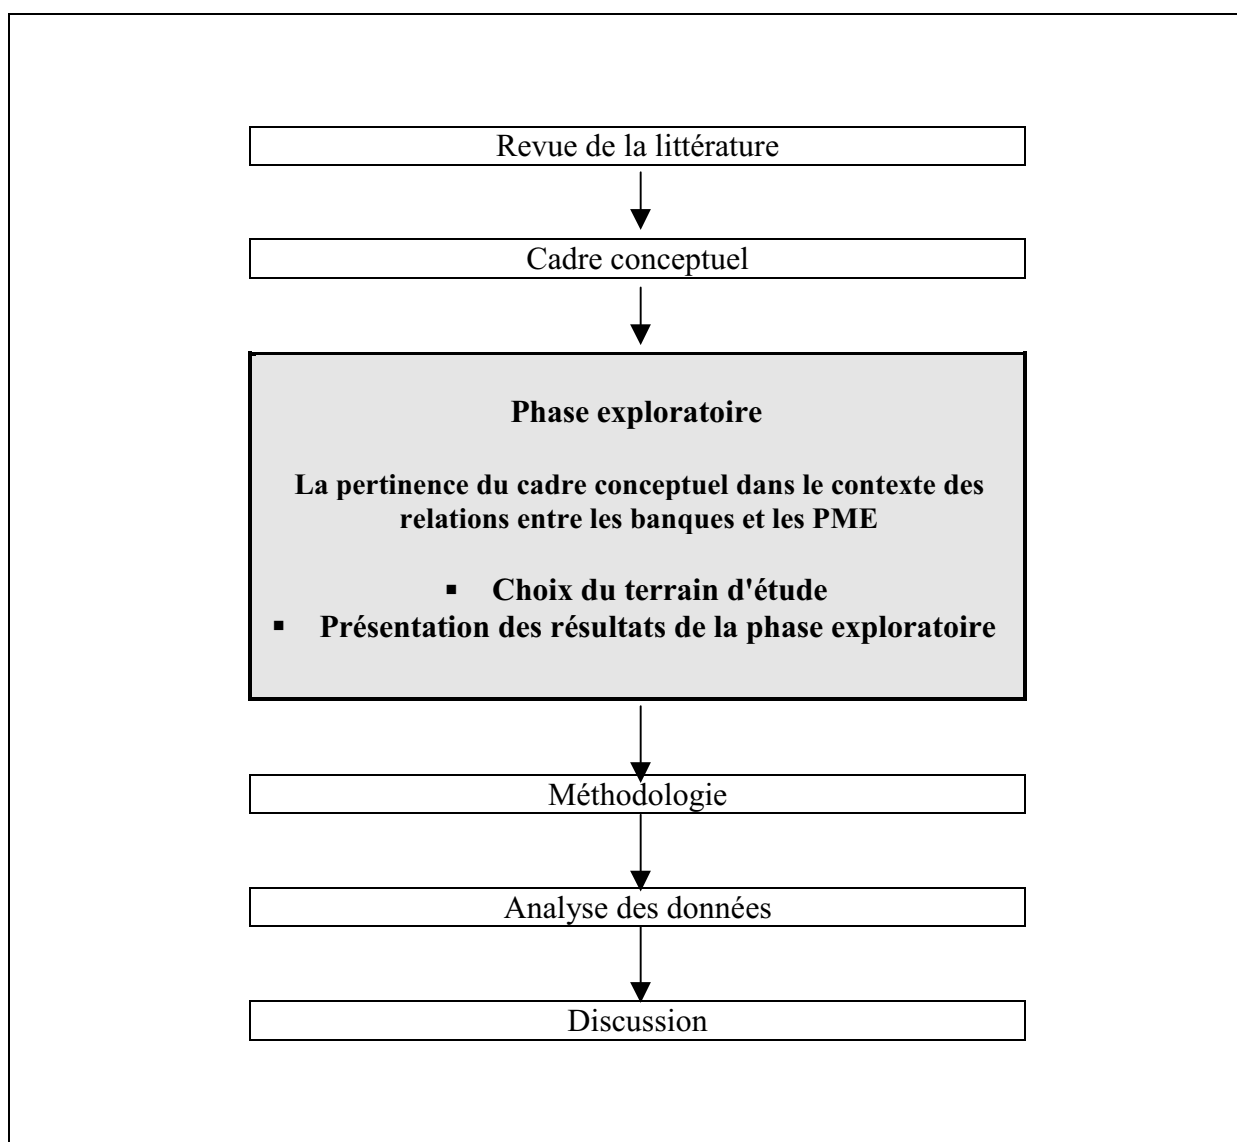 Revue de la littérature
Cadre conceptuel
Phase exploratoire
La pertinence du cadre conceptuel dans le contexte des
relations entre les banques et les PME
▪ Choix du terrain d'étude
▪ Présentation des résultats de la phase exploratoire
Méthodologie
Analyse des données
Discussion